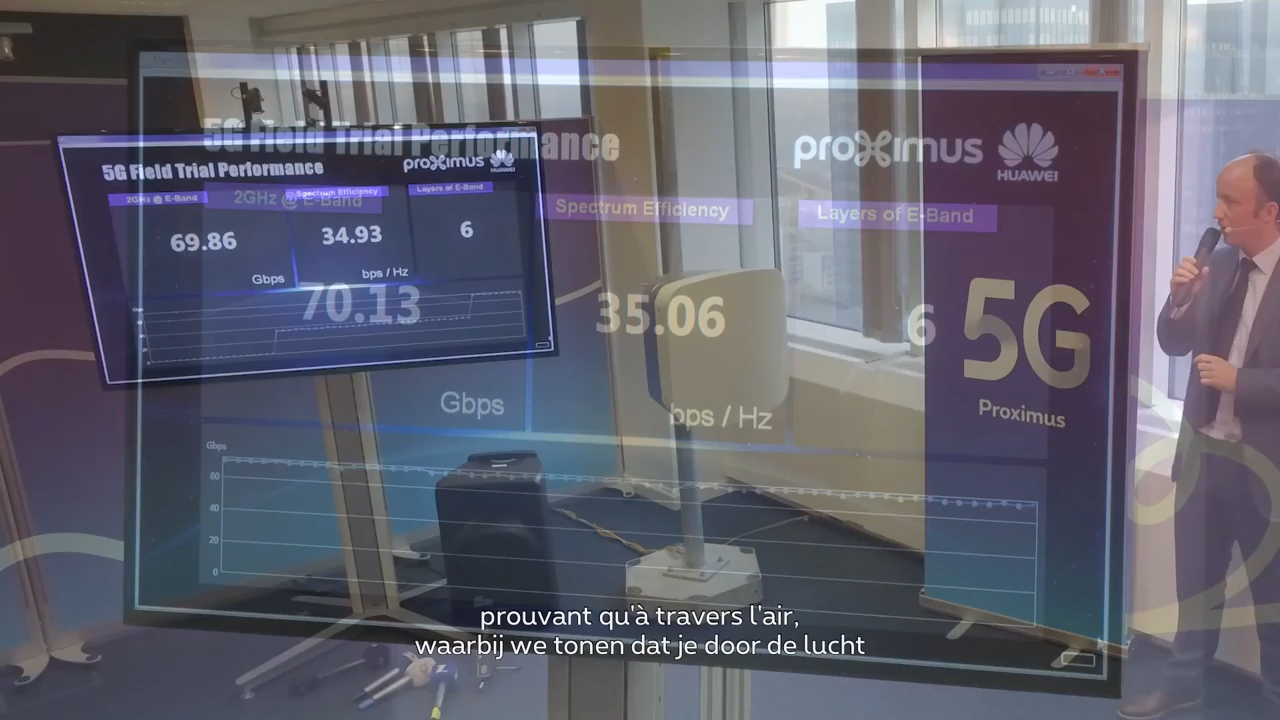 5G Field Trial Performance
proximus
HUAWEI
2GHz @ E-Band
Spectrum Efficiency
Layers of E-Band
69.86
34.93
6
Gbps
bps / Hz
5G Field Trial Performance
proximus
HUAWEI
2GHz @ E-Band
Spectrum Efficiency
Layers of E-Band
70.13
35.06
6
Gbps
bps / Hz
5G
Proximus
Gbps
60
40
20
0
prouvant qu'à travers l'air,
waarbij we tonen dat je door de lucht